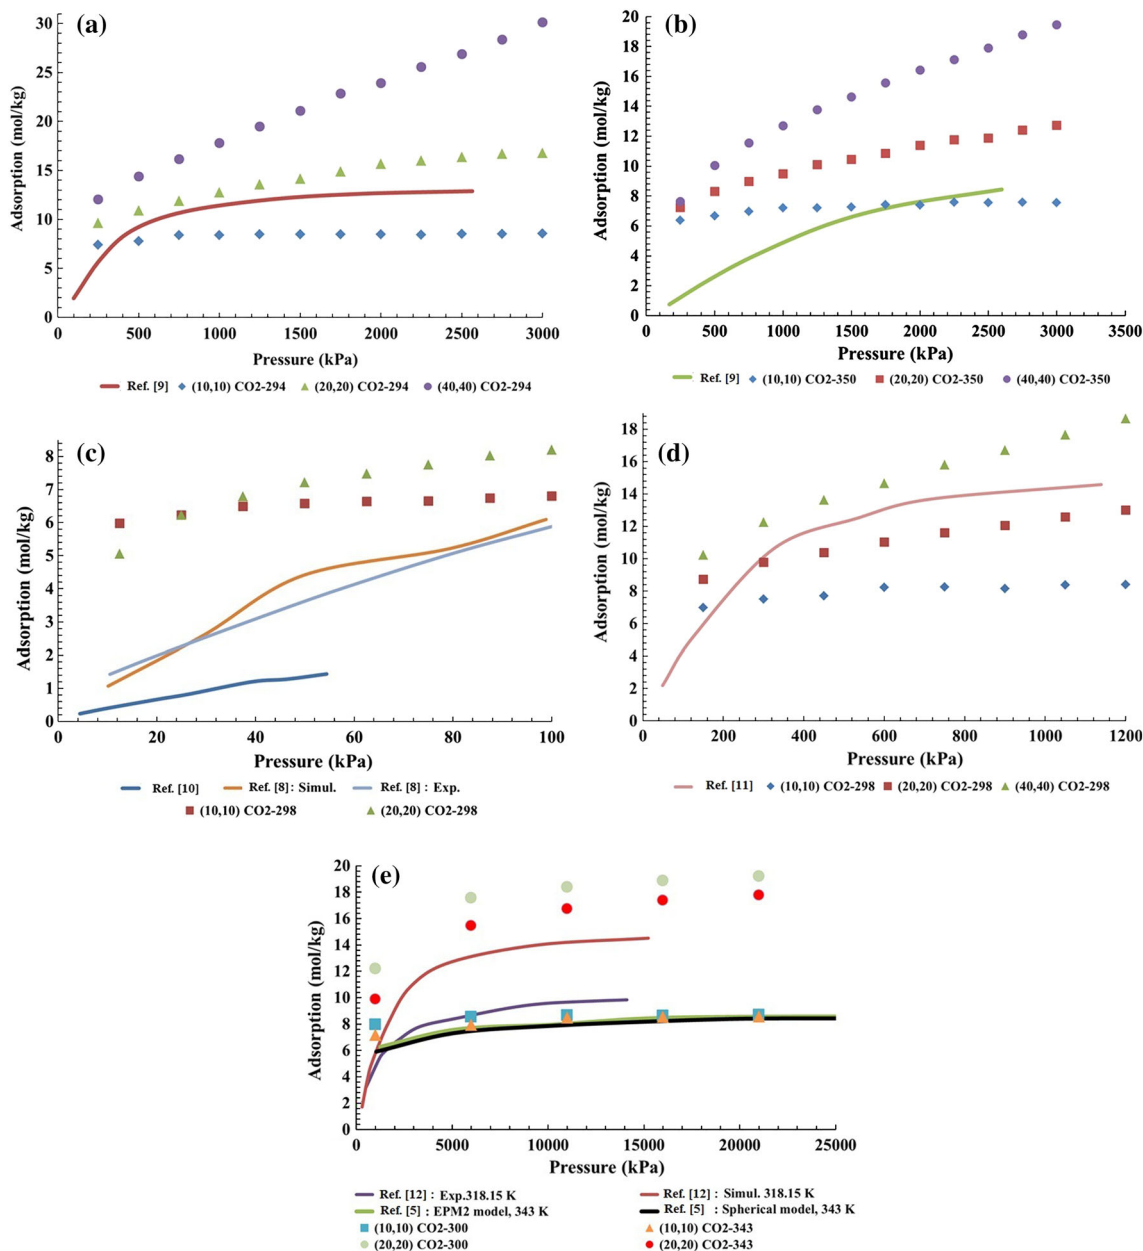 (a)
Adsorption (mol/kg)
30
25
20
15
10
5
0
0 500 1000 1500 2000 2500 3000
Pressure (kPa)
Ref. [9] (10,10) CO2-294 (20,20) CO2-294 (40,40) CO2-294
(b)
Adsorption (mol/kg)
20
18
16
14
12
10
8
6
4
2
0
0 500 1000 1500 2000 2500 3000 3500
Pressure (kPa)
Ref. [9] (10,10) CO2-350 (20,20) CO2-350 (40,40) CO2-350
(c)
Adsorption (mol/kg)
8
7
6
5
4
3
2
1
0
0 20 40 60 80 100
Pressure (kPa)
Ref. [10] Ref. [8] : Simul. Ref. [8] : Exp.
(10,10) CO2-298 (20,20) CO2-298
(d)
Adsorption (mol/kg)
18
16
14
12
10
8
6
4
2
0
0 200 400 600 800 1000 1200
Pressure (kPa)
Ref. [11] (10,10) CO2-298 (20,20) CO2-298 (40,40) CO2-298
(e)
Adsorption (mol/kg)
20
18
16
14
12
10
8
6
4
2
0
0 5000 10000 15000 20000 25000
Pressure (kPa)
Ref. [12] : Exp.318.15 K Ref. [12] : Simul. 318.15 K
Ref. [5] : EPM2 model, 343 K Ref. [5] : Spherical model, 343 K
(10,10) CO2-300 (10,10) CO2-343
(20,20) CO2-300 (20,20) CO2-343